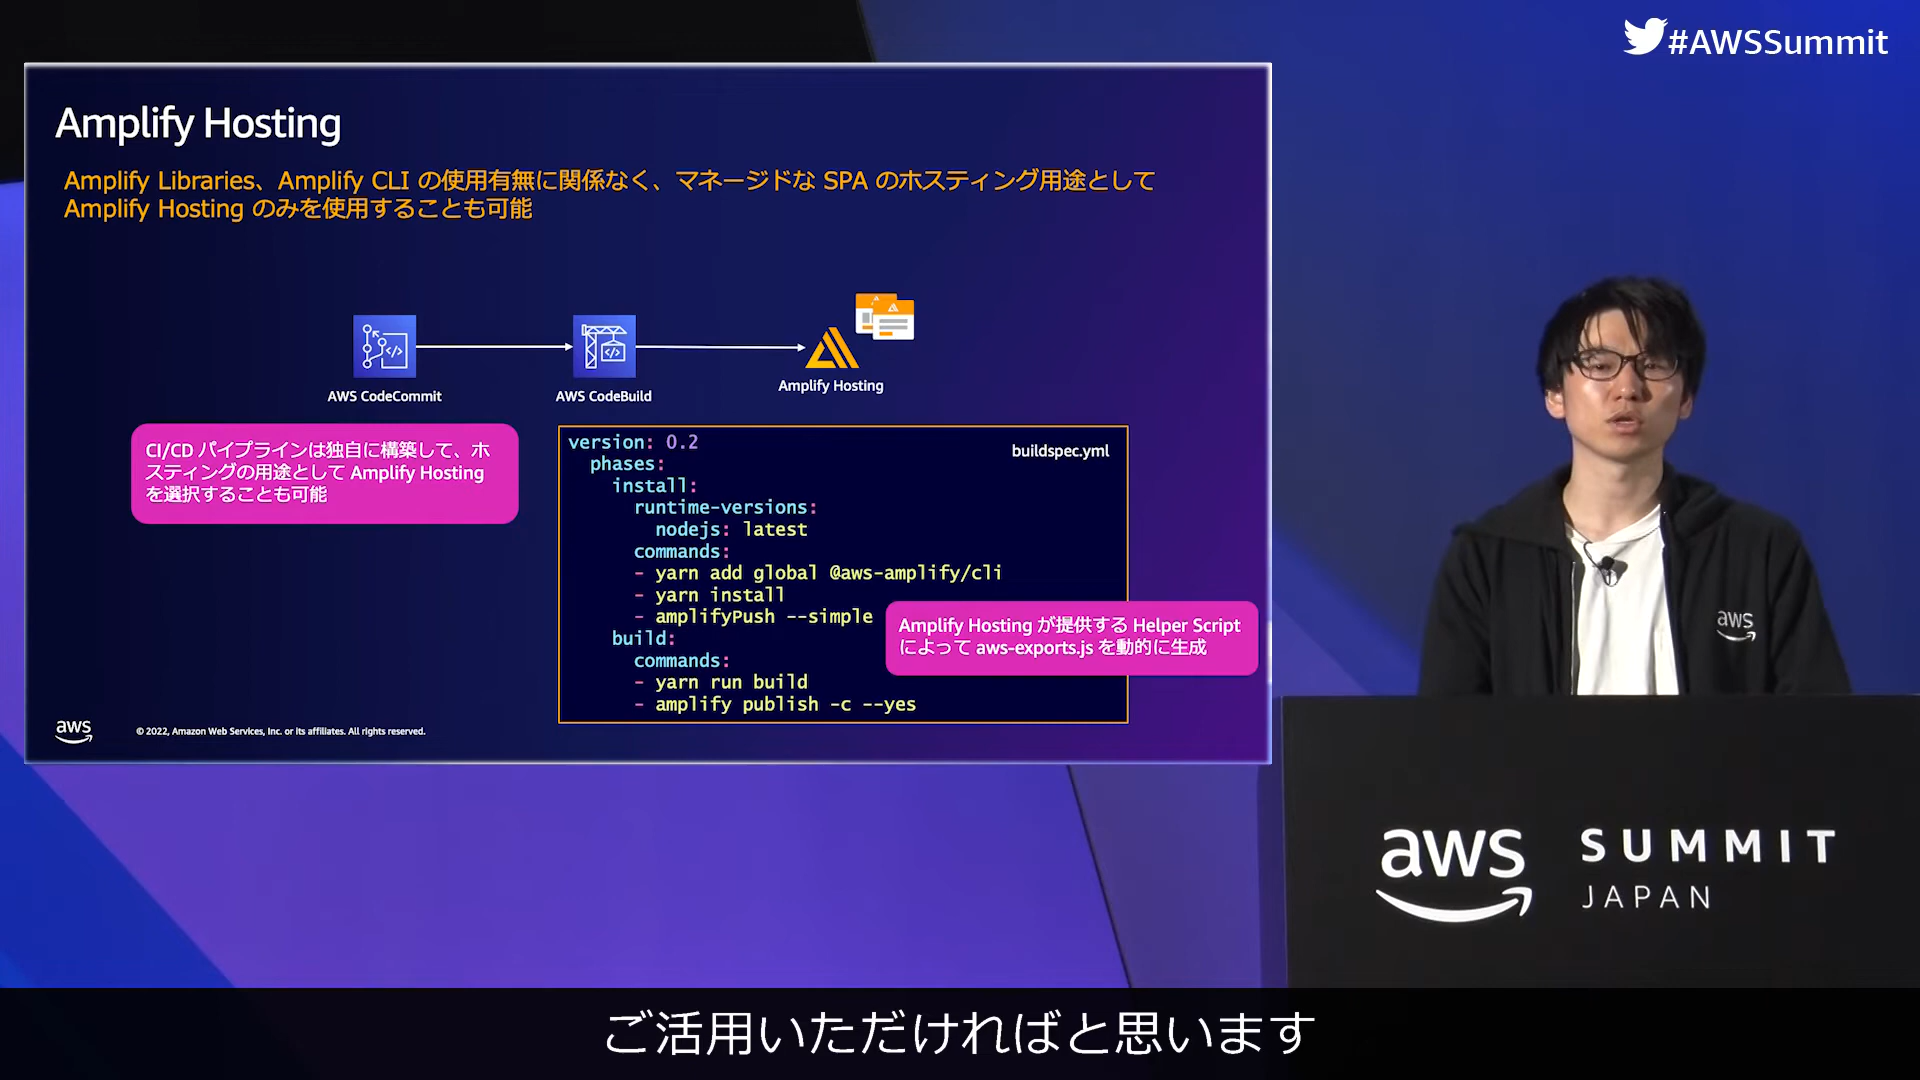 #AWSSummit
Amplify Hosting
Amplify Libraries、Amplify CLI の使用有無に関係なく、マネージドな SPA のホスティング用途として
Amplify Hosting のみを使用することも可能
AWS CodeCommit
AWS CodeBuild
Amplify Hosting
CI/CD パイプラインは独自に構築して、ホ
スティングの用途として Amplify Hosting
を選択することも可能
buildspec.yml
version: 0.2
phases:
install:
runtime-versions:
nodejs: latest
commands:
- yarn add global @aws-amplify/cli
- yarn install
- amplifyPush --simple
build:
commands:
- yarn run build
- amplify publish -c --yes
Amplify Hosting が提供する Helper Script
によって aws-exports.js を動的に生成
aws
© 2022, Amazon Web Services, Inc. or its affiliates. All rights reserved.
aws
aws SUMMIT
JAPAN
ご活用いただければと思います